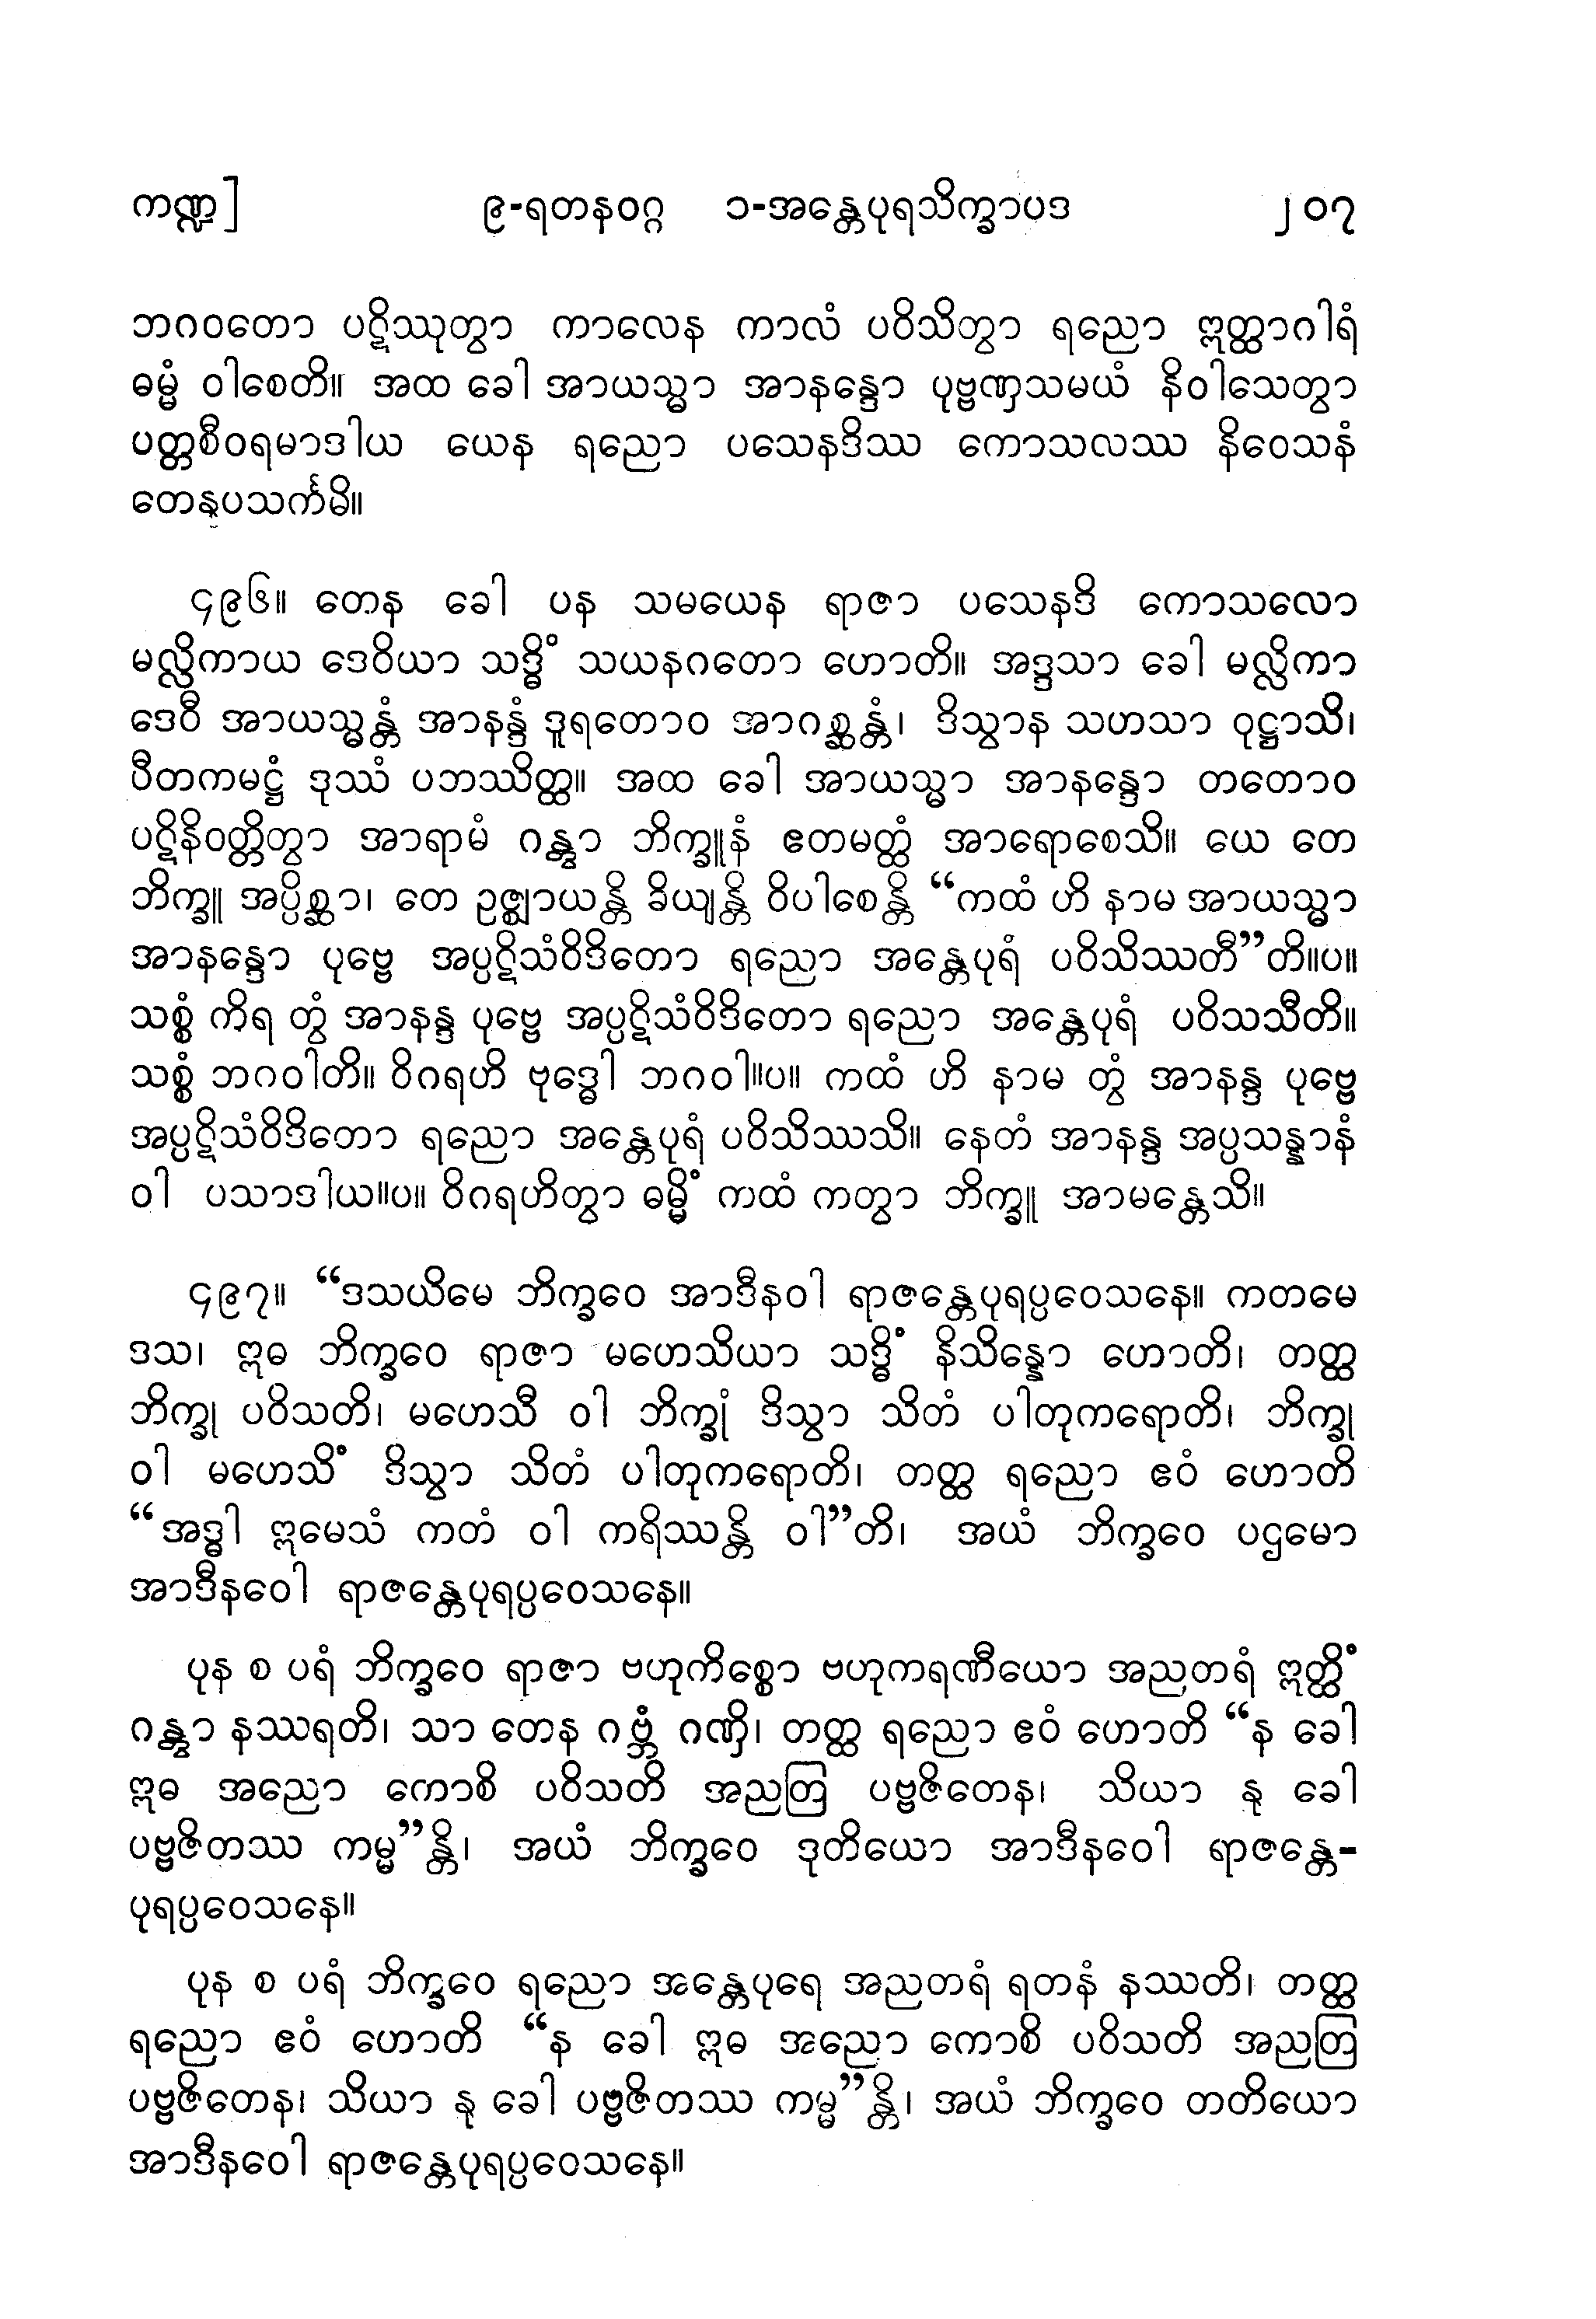 ကဏ္ဍ] ၉-ရတနဝဂ္ဂ ၁-အန္တေပုရသိက္ခာပဒ ၂၀၇
ဘဂဝတော ပဋိဿုတွာ ကာလေန ကာလံ ပဝိသိတွာ ရညော ဣတ္ထာဂါရံ
ဓမ္မံ ဝါစေတိ။ အထ ခေါ အာယသ္မာ အာနန္ဒော ပုဗ္ဗဏှသမယံ နိဝါသေတွာ
ပတ္တစီဝရမာဒါယ ယေန ရညော ပသေနဒိဿ ကောသလဿ နိဝေသနံ
တေနုပသင်္ကမိ။
၄၉၆။ တေန ခေါ ပန သမယေန ရာဇာ ပသေနဒိ ကောသလော
မလ္လိကာယ ဒေဝိယာ သဒ္ဓိံ သယနဂတော ဟောတိ။ အဒ္ဒသာ ခေါ မလ္လိကာ
ဒေဝီ အာယသ္မန္တံ အာနန္ဒံ ဒူရတောဝ အာဂစ္ဆန္တံ၊ ဒိသွာန သဟသာ ဝုဋ္ဌာသိ၊
ပီတကမဋ္ဌံ ဒုဿံ ပဘဿိတ္ထ။ အထ ခေါ အာယသ္မာ အာနန္ဒော တတောဝ
ပဋိနိဝတ္တိတွာ အာရာမံ ဂန္တွာ ဘိက္ခူနံ ဧတမတ္ထံ အာရောစေသိ။ ယေ တေ
ဘိက္ခူ အပ္ပိစ္ဆာ၊ တေ ဥဇ္ဈာယန္တိ ခိယျန္တိ ဝိပါစေန္တိ “ကထံ ဟိ နာမ အာယသ္မာ
အာနန္ဒော ပုဗ္ဗေ အပ္ပဋိသံဝိဒိတော ရညော အန္တေပုရံ ပဝိသိဿတီ”တိ။ပ။
သစ္စံ ကိရ တွံ အာနန္ဒ ပုဗ္ဗေ အပ္ပဋိသံဝိဒိတော ရညော အန္တေပုရံ ပဝိသသီတိ။
သစ္စံ ဘဂဝါတိ။ ဝိဂရဟိ ဗုဒ္ဓေါ ဘဂဝါ။ပ။ ကထံ ဟိ နာမ တွံ အာနန္ဒ ပုဗ္ဗေ
အပ္ပဋိသံဝိဒိတော ရညော အန္တေပုရံ ပဝိသိဿသိ။ နေတံ အာနန္ဒ အပ္ပသန္နာနံ
ဝါ ပသာဒါယ။ပ။ ဝိဂရဟိတွာ ဓမ္မိံ ကထံ ကတွာ ဘိက္ခူ အာမန္တေသိ။
၄၉၇။ “ဒသယိမေ ဘိက္ခဝေ အာဒီနဝါ ရာဇန္တေပုရပ္ပဝေသနေ။ ကတမေ
ဒသ၊ ဣဓ ဘိက္ခဝေ ရာဇာ မဟေသိယာ သဒ္ဓိံ နိသိန္နော ဟောတိ၊ တတ္ထ
ဘိက္ခု ပဝိသတိ၊ မဟေသီ ဝါ ဘိက္ခုံ ဒိသွာ သိတံ ပါတုကရောတိ၊ ဘိက္ခု
ဝါ မဟေသိံ ဒိသွာ သိတံ ပါတုကရောတိ၊ တတ္ထ ရညော ဧဝံ ဟောတိ
“အဒ္ဓါ ဣမေသံ ကတံ ဝါ ကရိဿန္တိ ဝါ”တိ၊ အယံ ဘိက္ခဝေ ပဌမော
အာဒီနဝေါ ရာဇန္တေပုရပ္ပဝေသနေ။
ပုန စ ပရံ ဘိက္ခဝေ ရာဇာ ဗဟုကိစ္စော ဗဟုကရဏီယော အညတရံ ဣတ္ထိံ
ဂန္တွာ နဿရတိ၊ သာ တေန ဂဗ္ဘံ ဂဏှိ၊ တတ္ထ ရညော ဧဝံ ဟောတိ “န ခေါ
ဣဓ အညော ကောစိ ပဝိသတိ အညတြ ပဗ္ဗဇိတေန၊ သိယာ နု ခေါ
ပဗ္ဗဇိတဿ ကမ္မ”န္တိ၊ အယံ ဘိက္ခဝေ ဒုတိယော အာဒီနဝေါ ရာဇန္တေ-
ပုရပ္ပဝေသနေ။
ပုန စ ပရံ ဘိက္ခဝေ ရညော အန္တေပုရေ အညတရံ ရတနံ နဿတိ၊ တတ္ထ
ရညော ဧဝံ ဟောတိ “န ခေါ ဣဓ အညော ကောစိ ပဝိသတိ အညတြ
ပဗ္ဗဇိတေန၊ သိယာ နု ခေါ ပဗ္ဗဇိတဿ ကမ္မ”န္တိ၊ အယံ ဘိက္ခဝေ တတိယော
အာဒီနဝေါ ရာဇန္တေပုရပ္ပဝေသနေ။